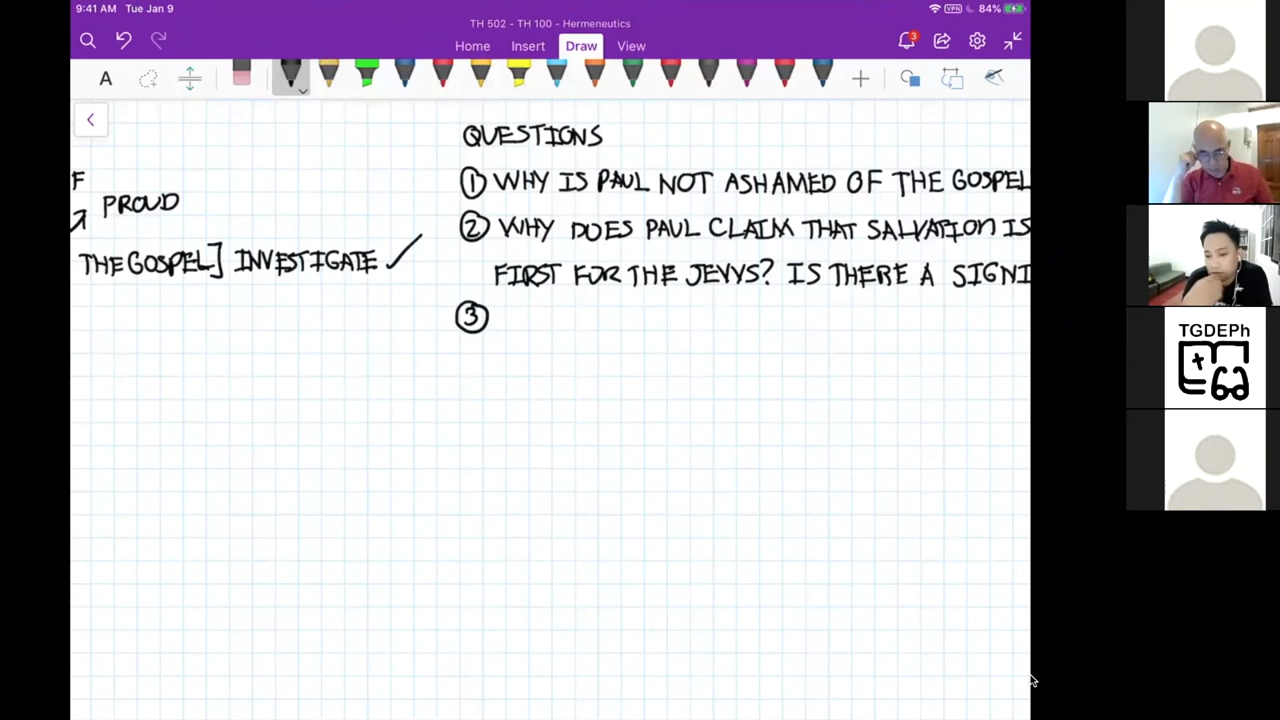 9:41 AM Tue Jan 9
VPN 84%
TH 502 - TH 100 - Hermeneutics
Home Insert Draw View
3
A
QUESTIONS
F
PROUD
① WHY IS PAUL NOT ASHAMED OF THE GOSPEL
② WHY DOES PAUL CLAIM THAT SALVATION IS
THE GOSPEL] INVESTIGATE ✓
FIRST FOR THE JEWS? IS THERE A SIGNI
③
TGDEPh